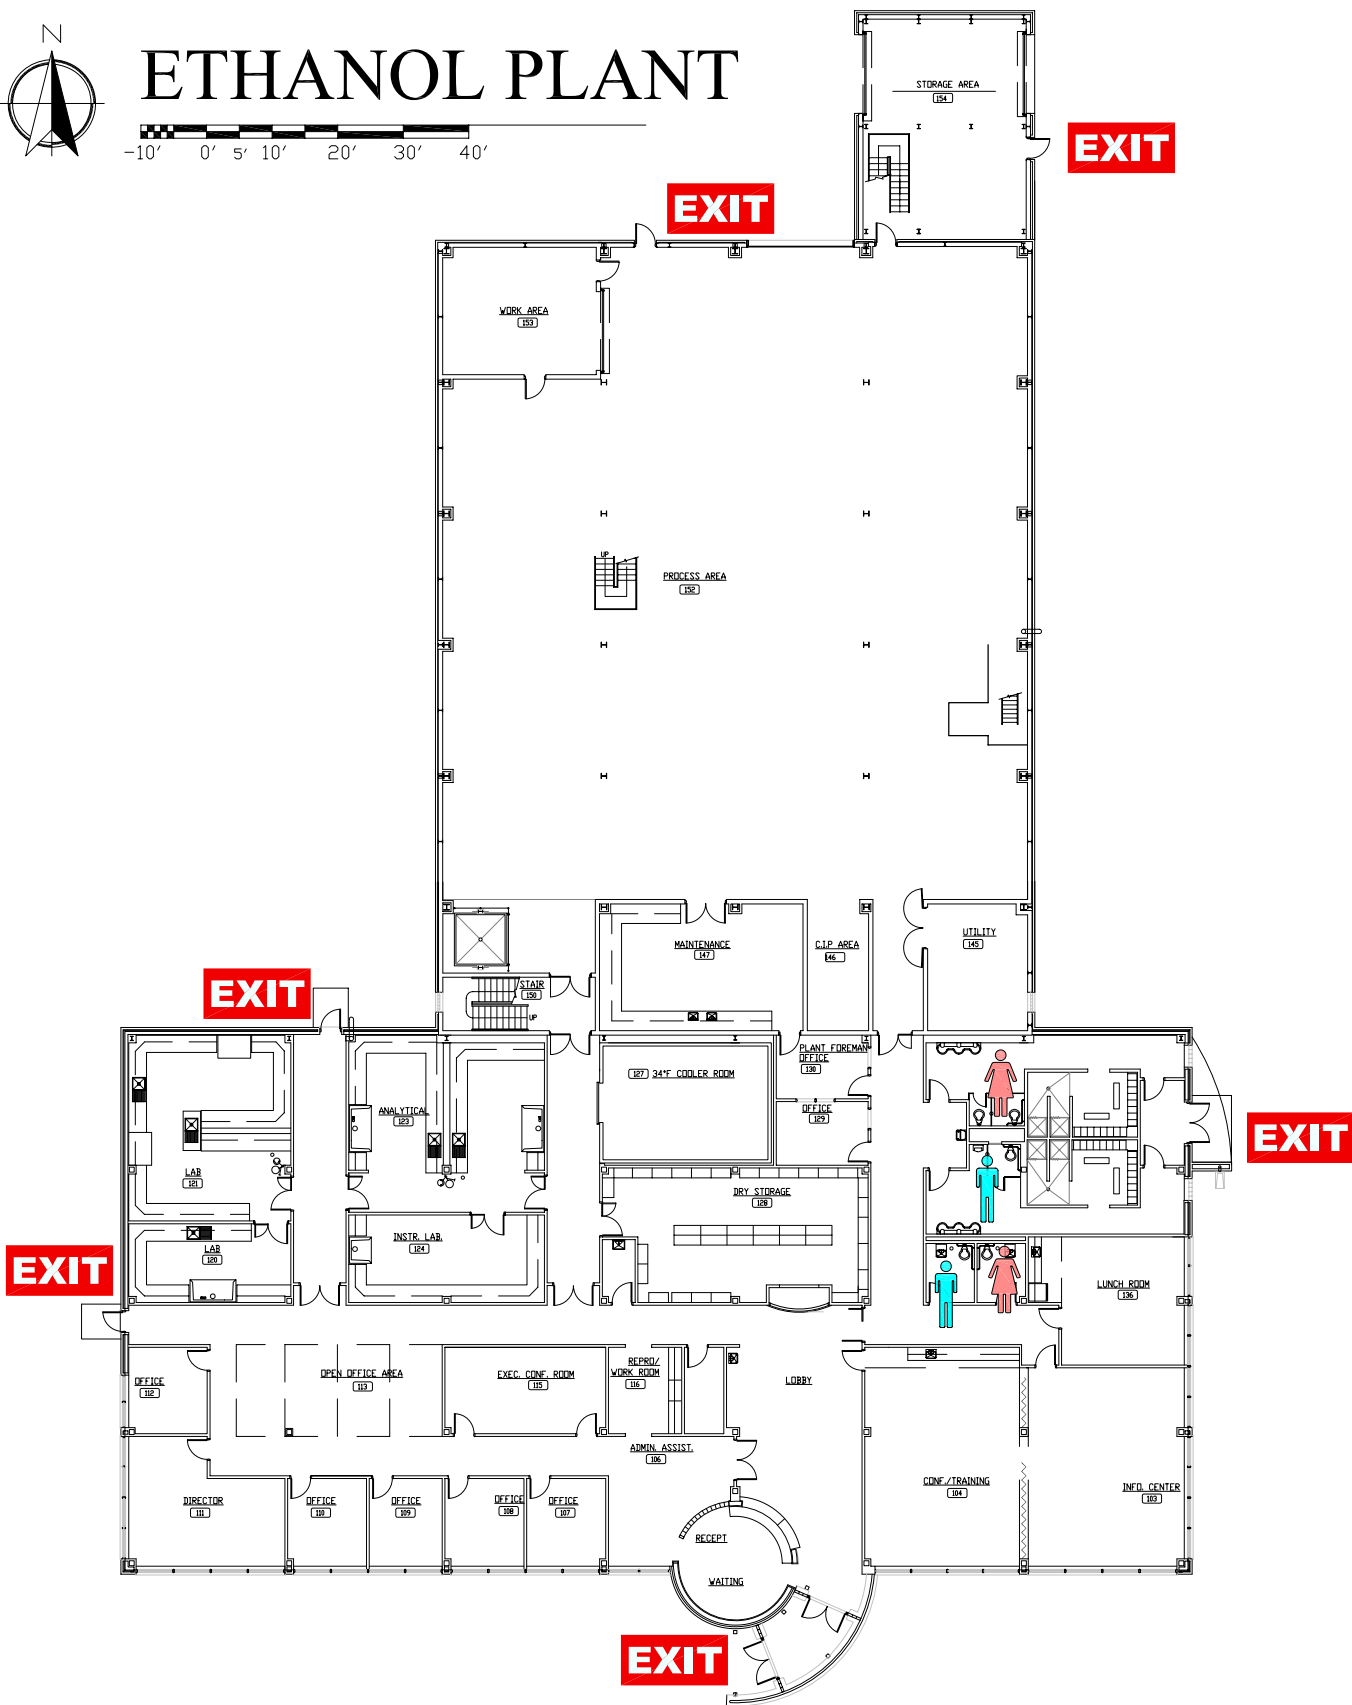 N
ETHANOL PLANT
-10' 0' 5' 10' 20' 30' 40'
STORAGE AREA
154
EXIT
EXIT
WORK AREA
153
UP
PROCESS AREA
152
MAINTENANCE
147
C.I.P AREA
146
UTILITY
145
EXIT
STAIR
150
UP
PLANT FOREMAN
OFFICE
130
127 34°F COOLER ROOM
OFFICE
129
ANALYTICAL
123
EXIT
LAB
121
DRY STORAGE
128
INSTR. LAB.
124
LAB
120
EXIT
LUNCH ROOM
136
OFFICE
112
OPEN OFFICE AREA
113
EXEC. CONF. ROOM
115
REPRO/
WORK ROOM
116
LOBBY
ADMIN. ASSIST.
106
CONF./TRAINING
104
INFO. CENTER
103
DIRECTOR
111
OFFICE
110
OFFICE
109
OFFICE
108
OFFICE
107
RECEPT
WAITING
EXIT